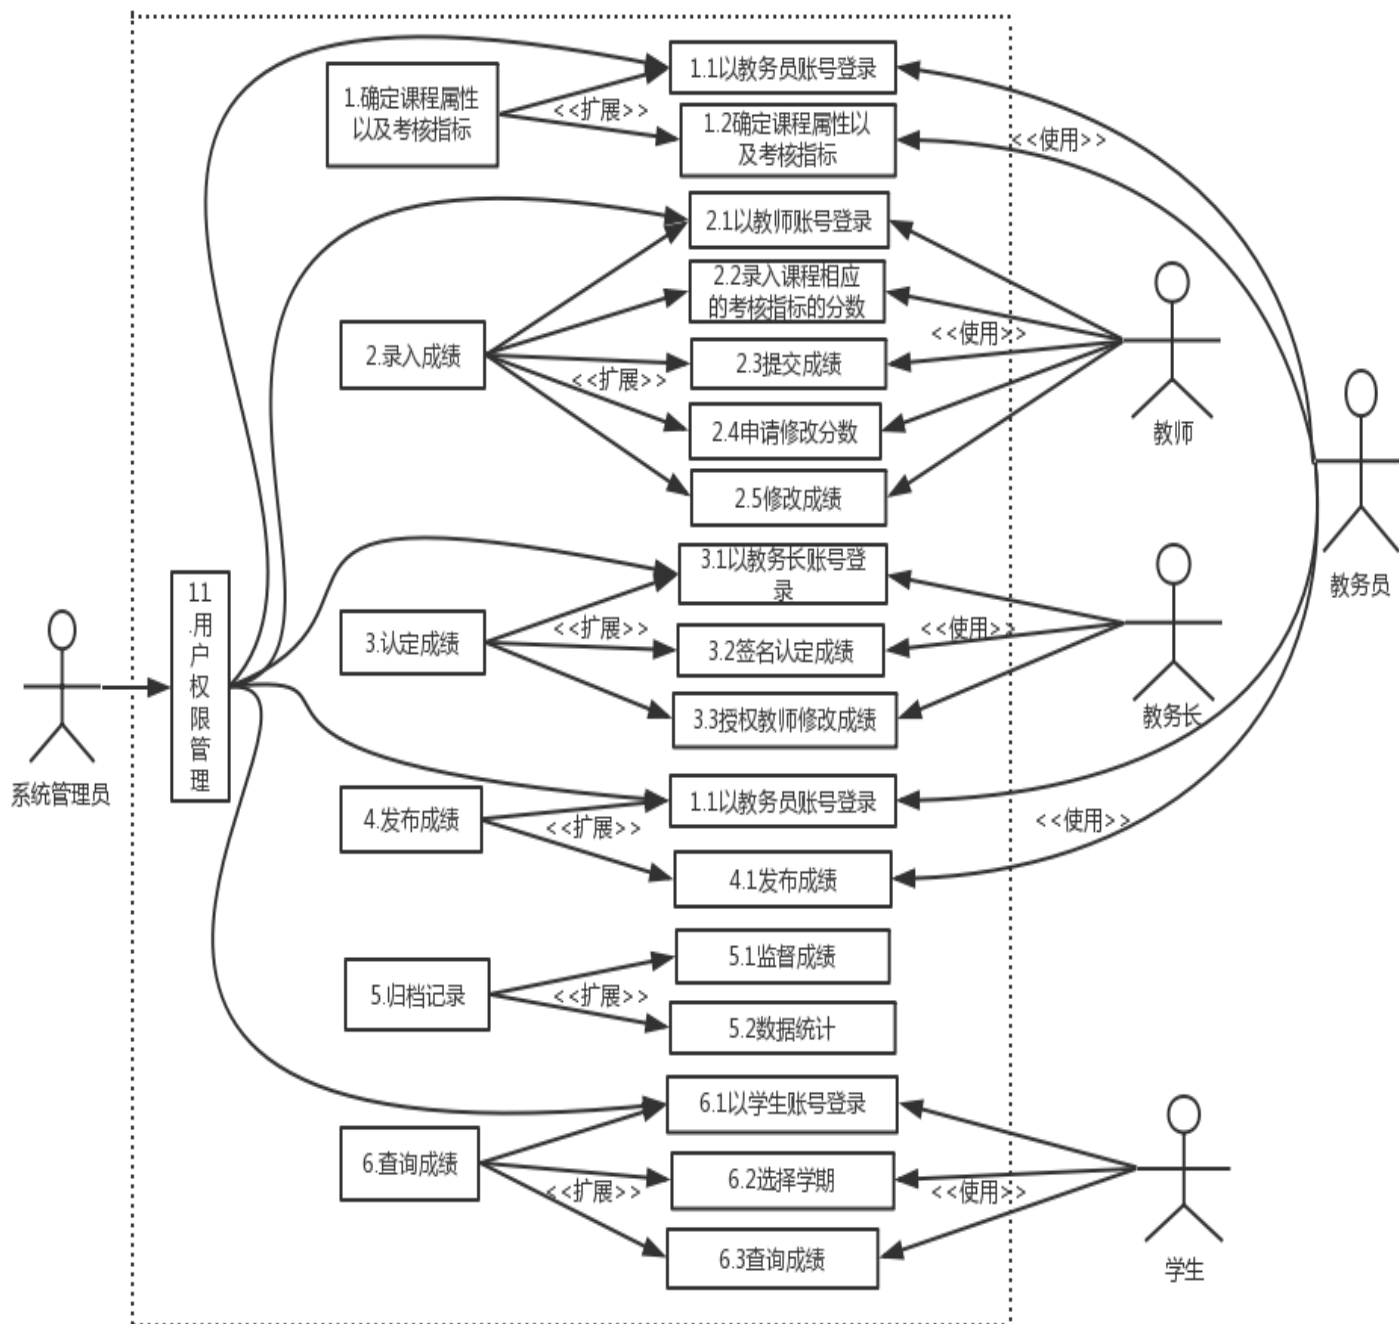 1.1以教务员账号登录
1.确定课程属性
以及考核指标
<<扩展>>
1.2确定课程属性以
及考核指标
<<使用>>
2.1以教师账号登录
2.2录入课程相应
的考核指标的分数
2.录入成绩
<<使用>>
2.3提交成绩
<<扩展>>
2.4申请修改分数
教师
2.5修改成绩
3.1以教务长账号登
录
教务员
11
.用
户
权
限
管
理
3.认定成绩
<<扩展>>
<<使用>>
3.2签名认定成绩
3.3授权教师修改成绩
教务长
系统管理员
1.1以教务员账号登录
4.发布成绩
<<扩展>>
<<使用>>
4.1发布成绩
5.1监督成绩
5.归档记录
<<扩展>>
5.2数据统计
6.1以学生账号登录
6.查询成绩
6.2选择学期
<<扩展>>
<<使用>>
6.3查询成绩
学生